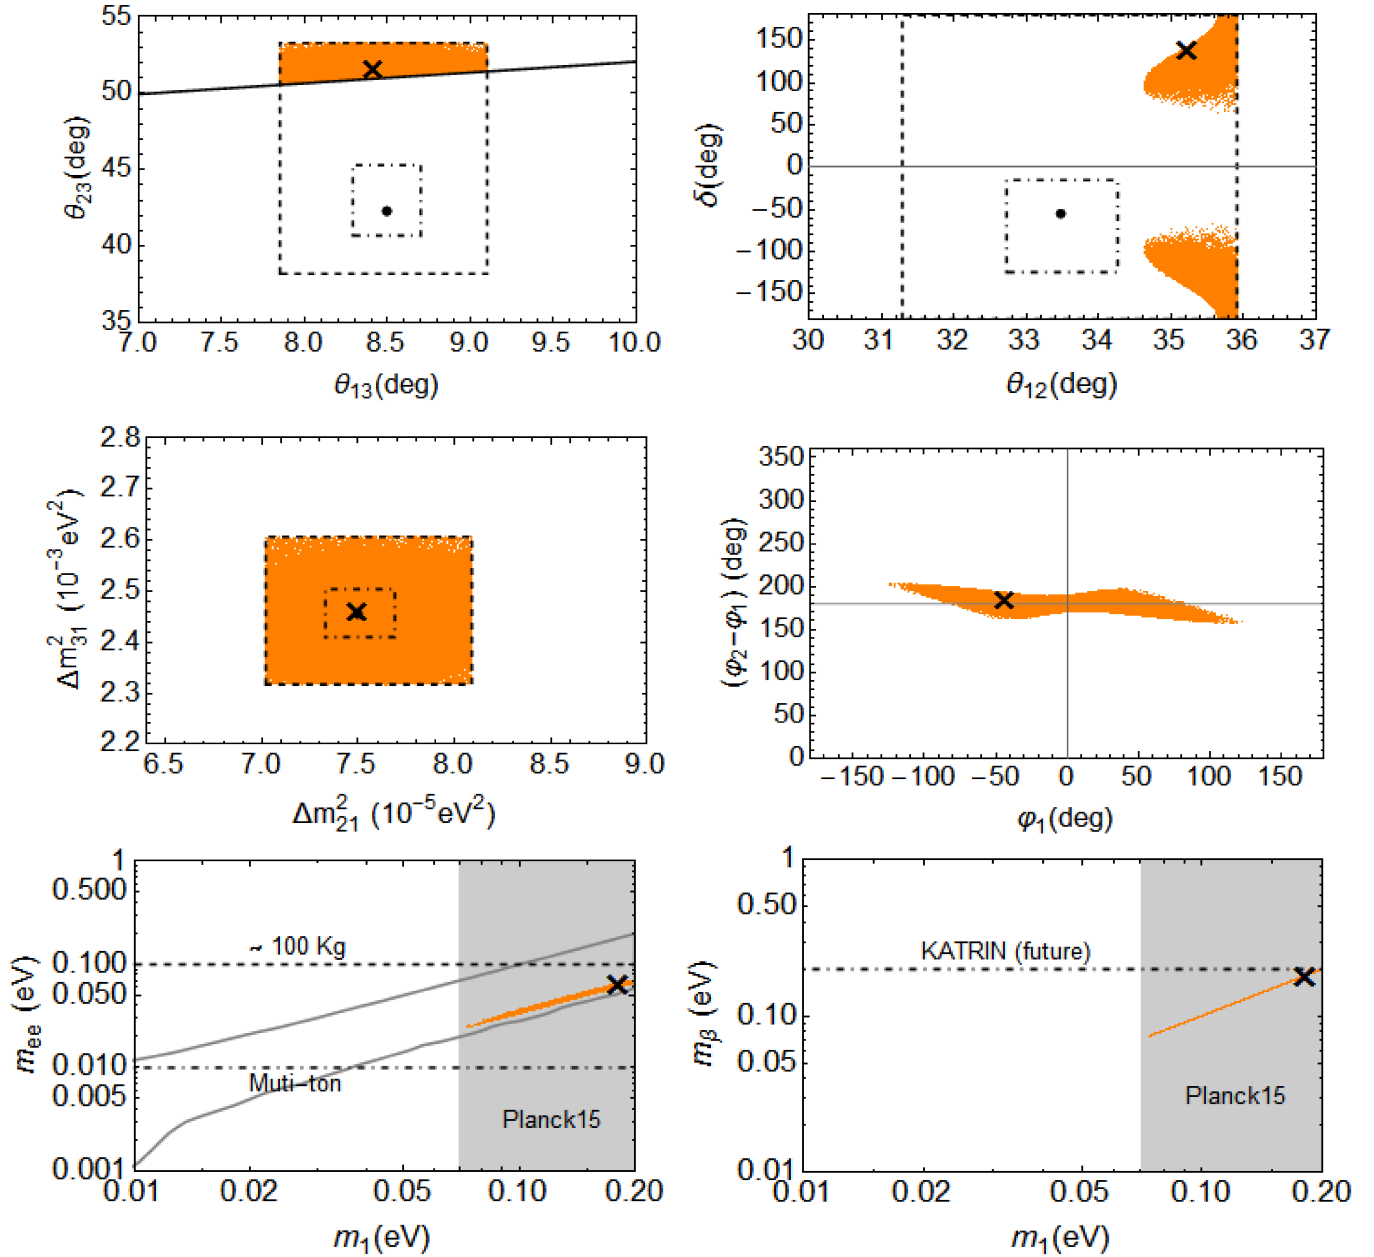 55
50
45
40
35
θ23(deg)
7.0 7.5 8.0 8.5 9.0 9.5 10.0
θ13(deg)
150
100
50
0
−50
−100
−150
δ(deg)
30 31 32 33 34 35 36 37
θ12(deg)
2.8
2.7
2.6
2.5
2.4
2.3
2.2
Δm²31 (10⁻³eV²)
6.5 7.0 7.5 8.0 8.5 9.0
Δm²21 (10⁻⁵eV²)
350
300
250
200
150
100
50
0
(φ2−φ1) (deg)
−150 −100 −50 0 50 100 150
φ1(deg)
1
0.500
0.100
0.050
0.010
0.005
0.001
mee (eV)
~ 100 Kg
Muti−ton
Planck15
0.01 0.02 0.05 0.10 0.20
m1(eV)
1
0.50
0.10
0.05
0.01
mβ (eV)
KATRIN (future)
Planck15
0.01 0.02 0.05 0.10 0.20
m1(eV)